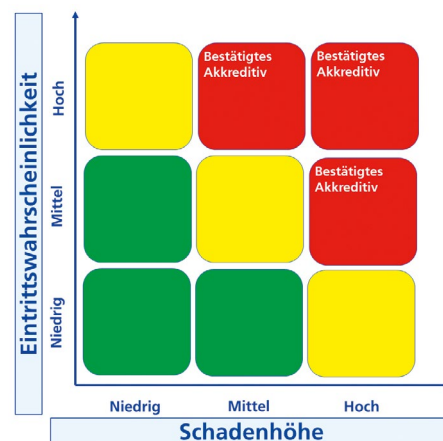 Eintrittswahrscheinlichkeit
Hoch
Mittel
Niedrig
Bestätigtes
Akkreditiv
Bestätigtes
Akkreditiv
Bestätigtes
Akkreditiv
Niedrig
Mittel
Hoch
Schadenhöhe